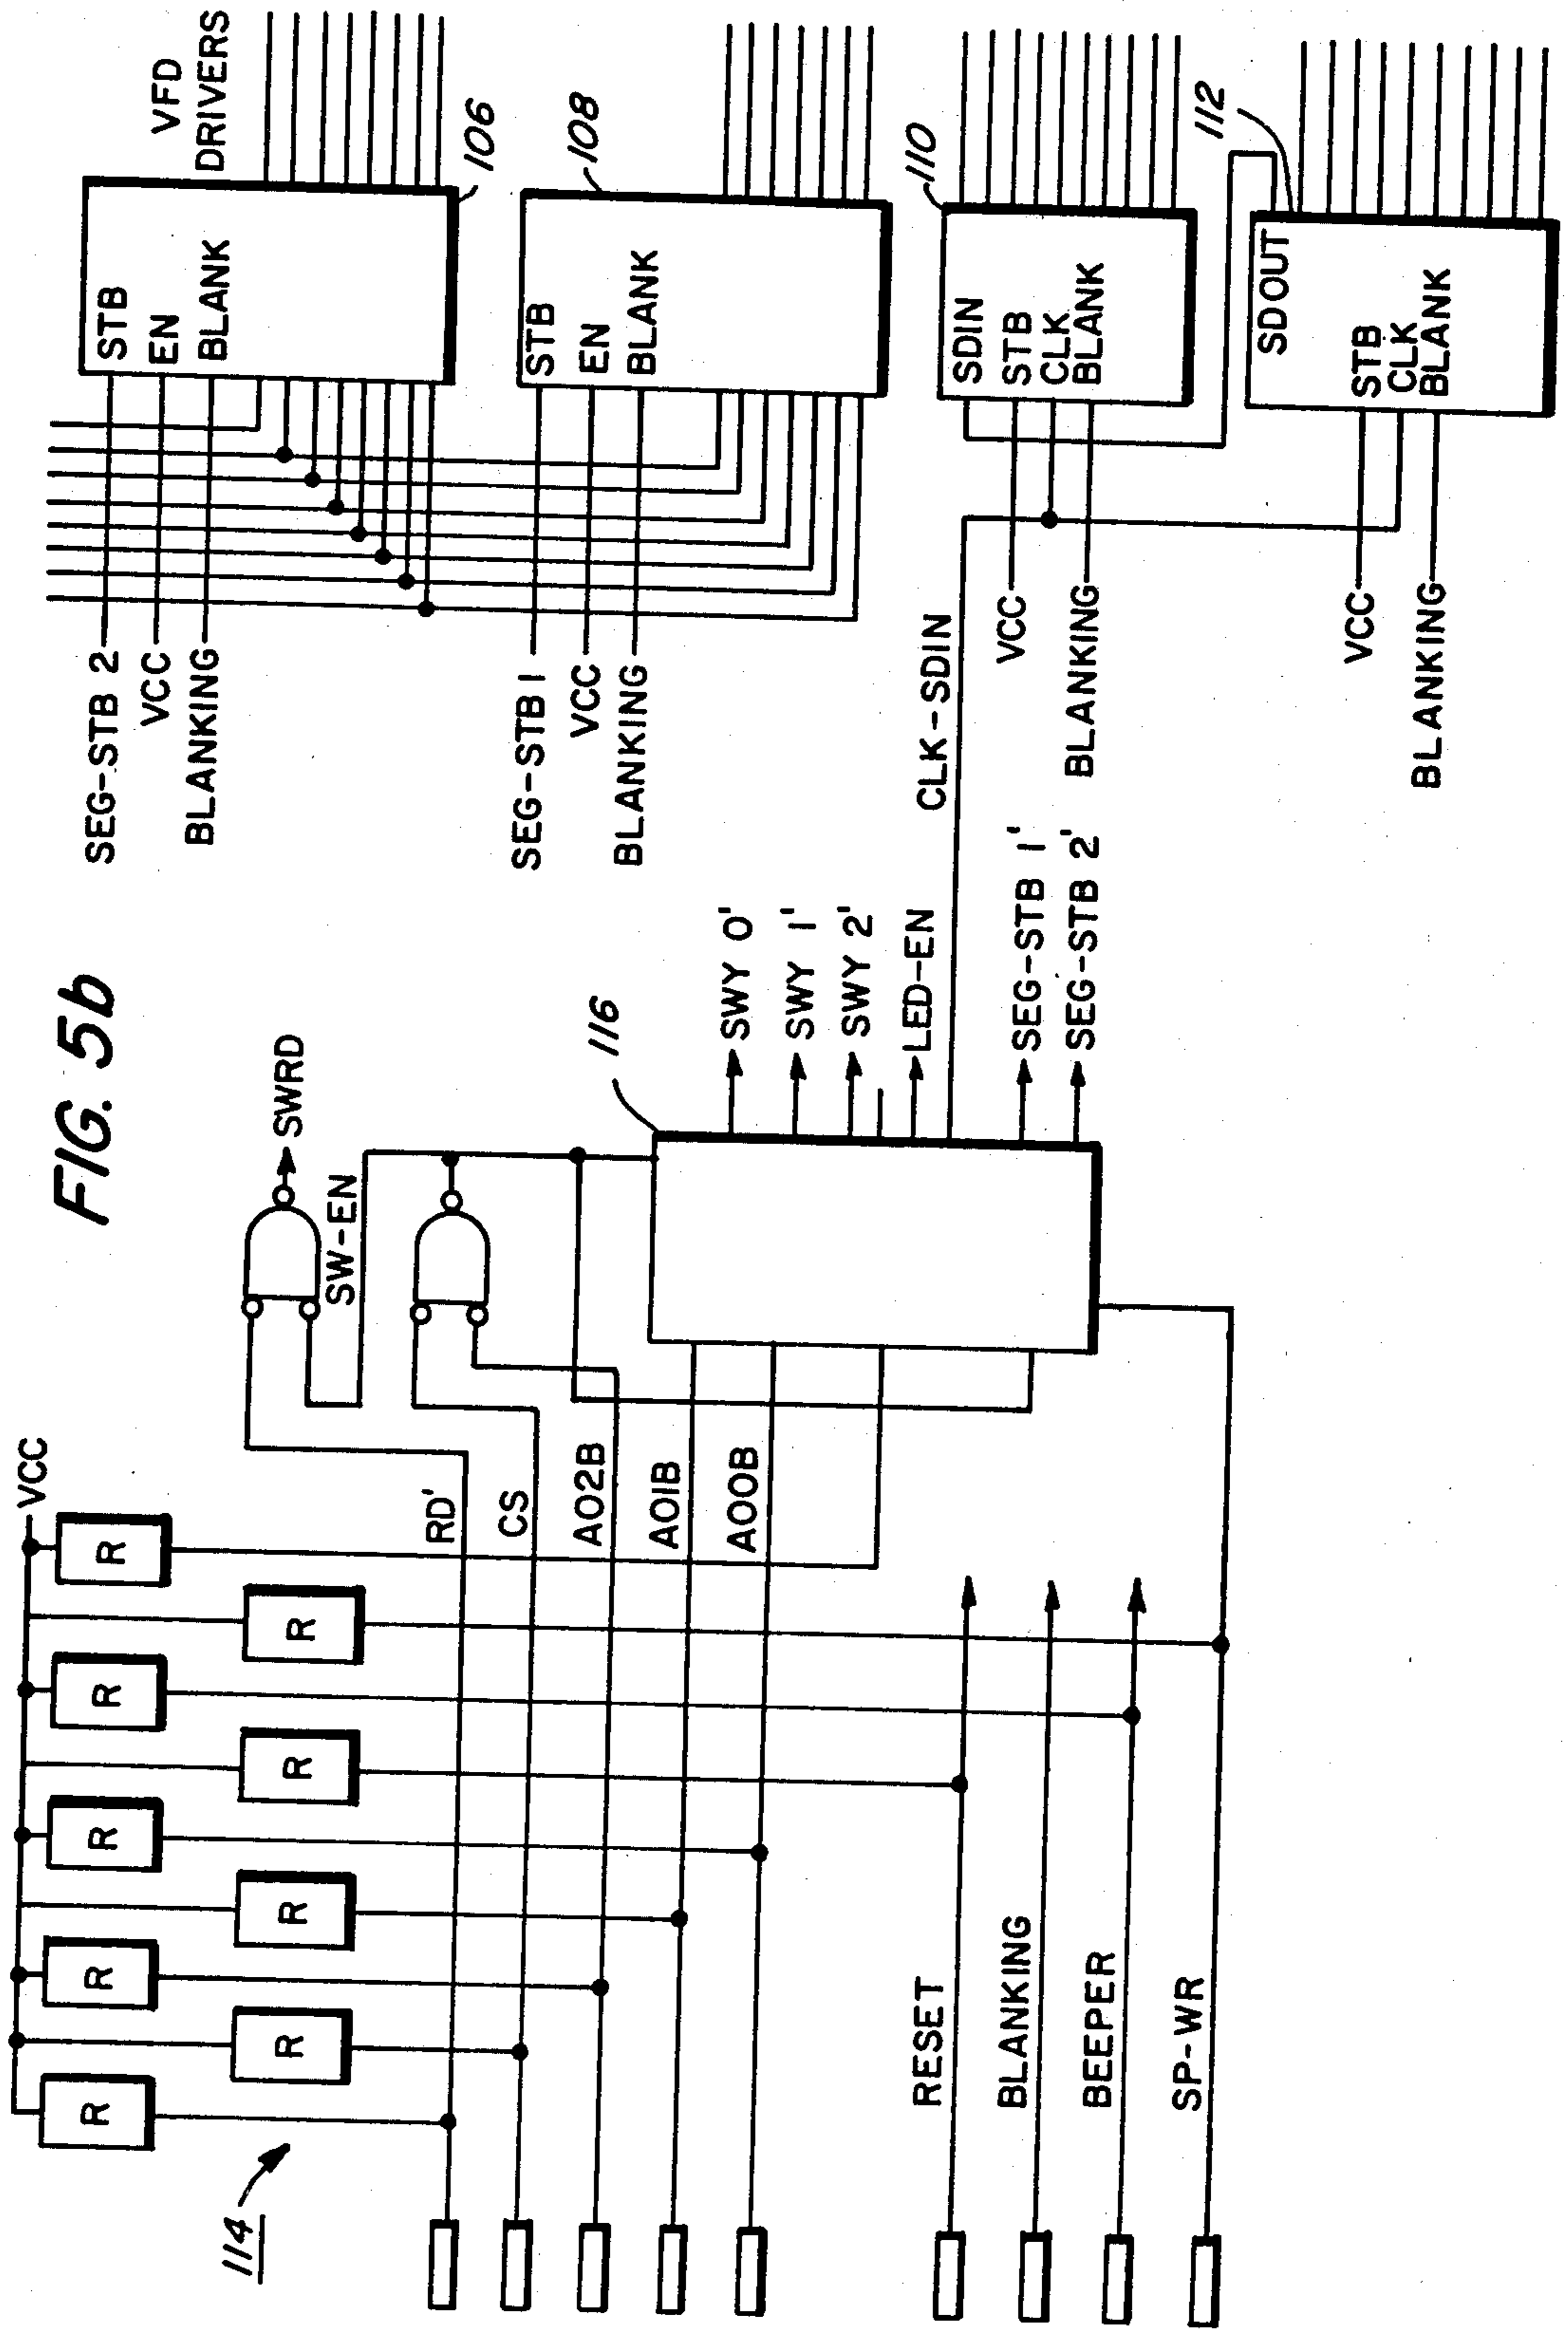 FIG. 5b
VCC
R
R
R
R
R
R
R
R
R
114
RD'
CS
A02B
A01B
A00B
RESET
BLANKING
BEEPER
SP-WR
SWRD
SW-EN
116
SWY 0'
SWY 1'
SWY 2'
LED-EN
CLK-SDIN
SEG-STB 1'
SEG-STB 2'
SEG-STB 2
VCC
BLANKING
STB
EN
BLANK
VFD
DRIVERS
106
SEG-STB 1
VCC
BLANKING
STB
EN
BLANK
108
VCC
BLANKING
SDIN
STB
CLK
BLANK
110
VCC
BLANKING
SDOUT
STB
CLK
BLANK
112